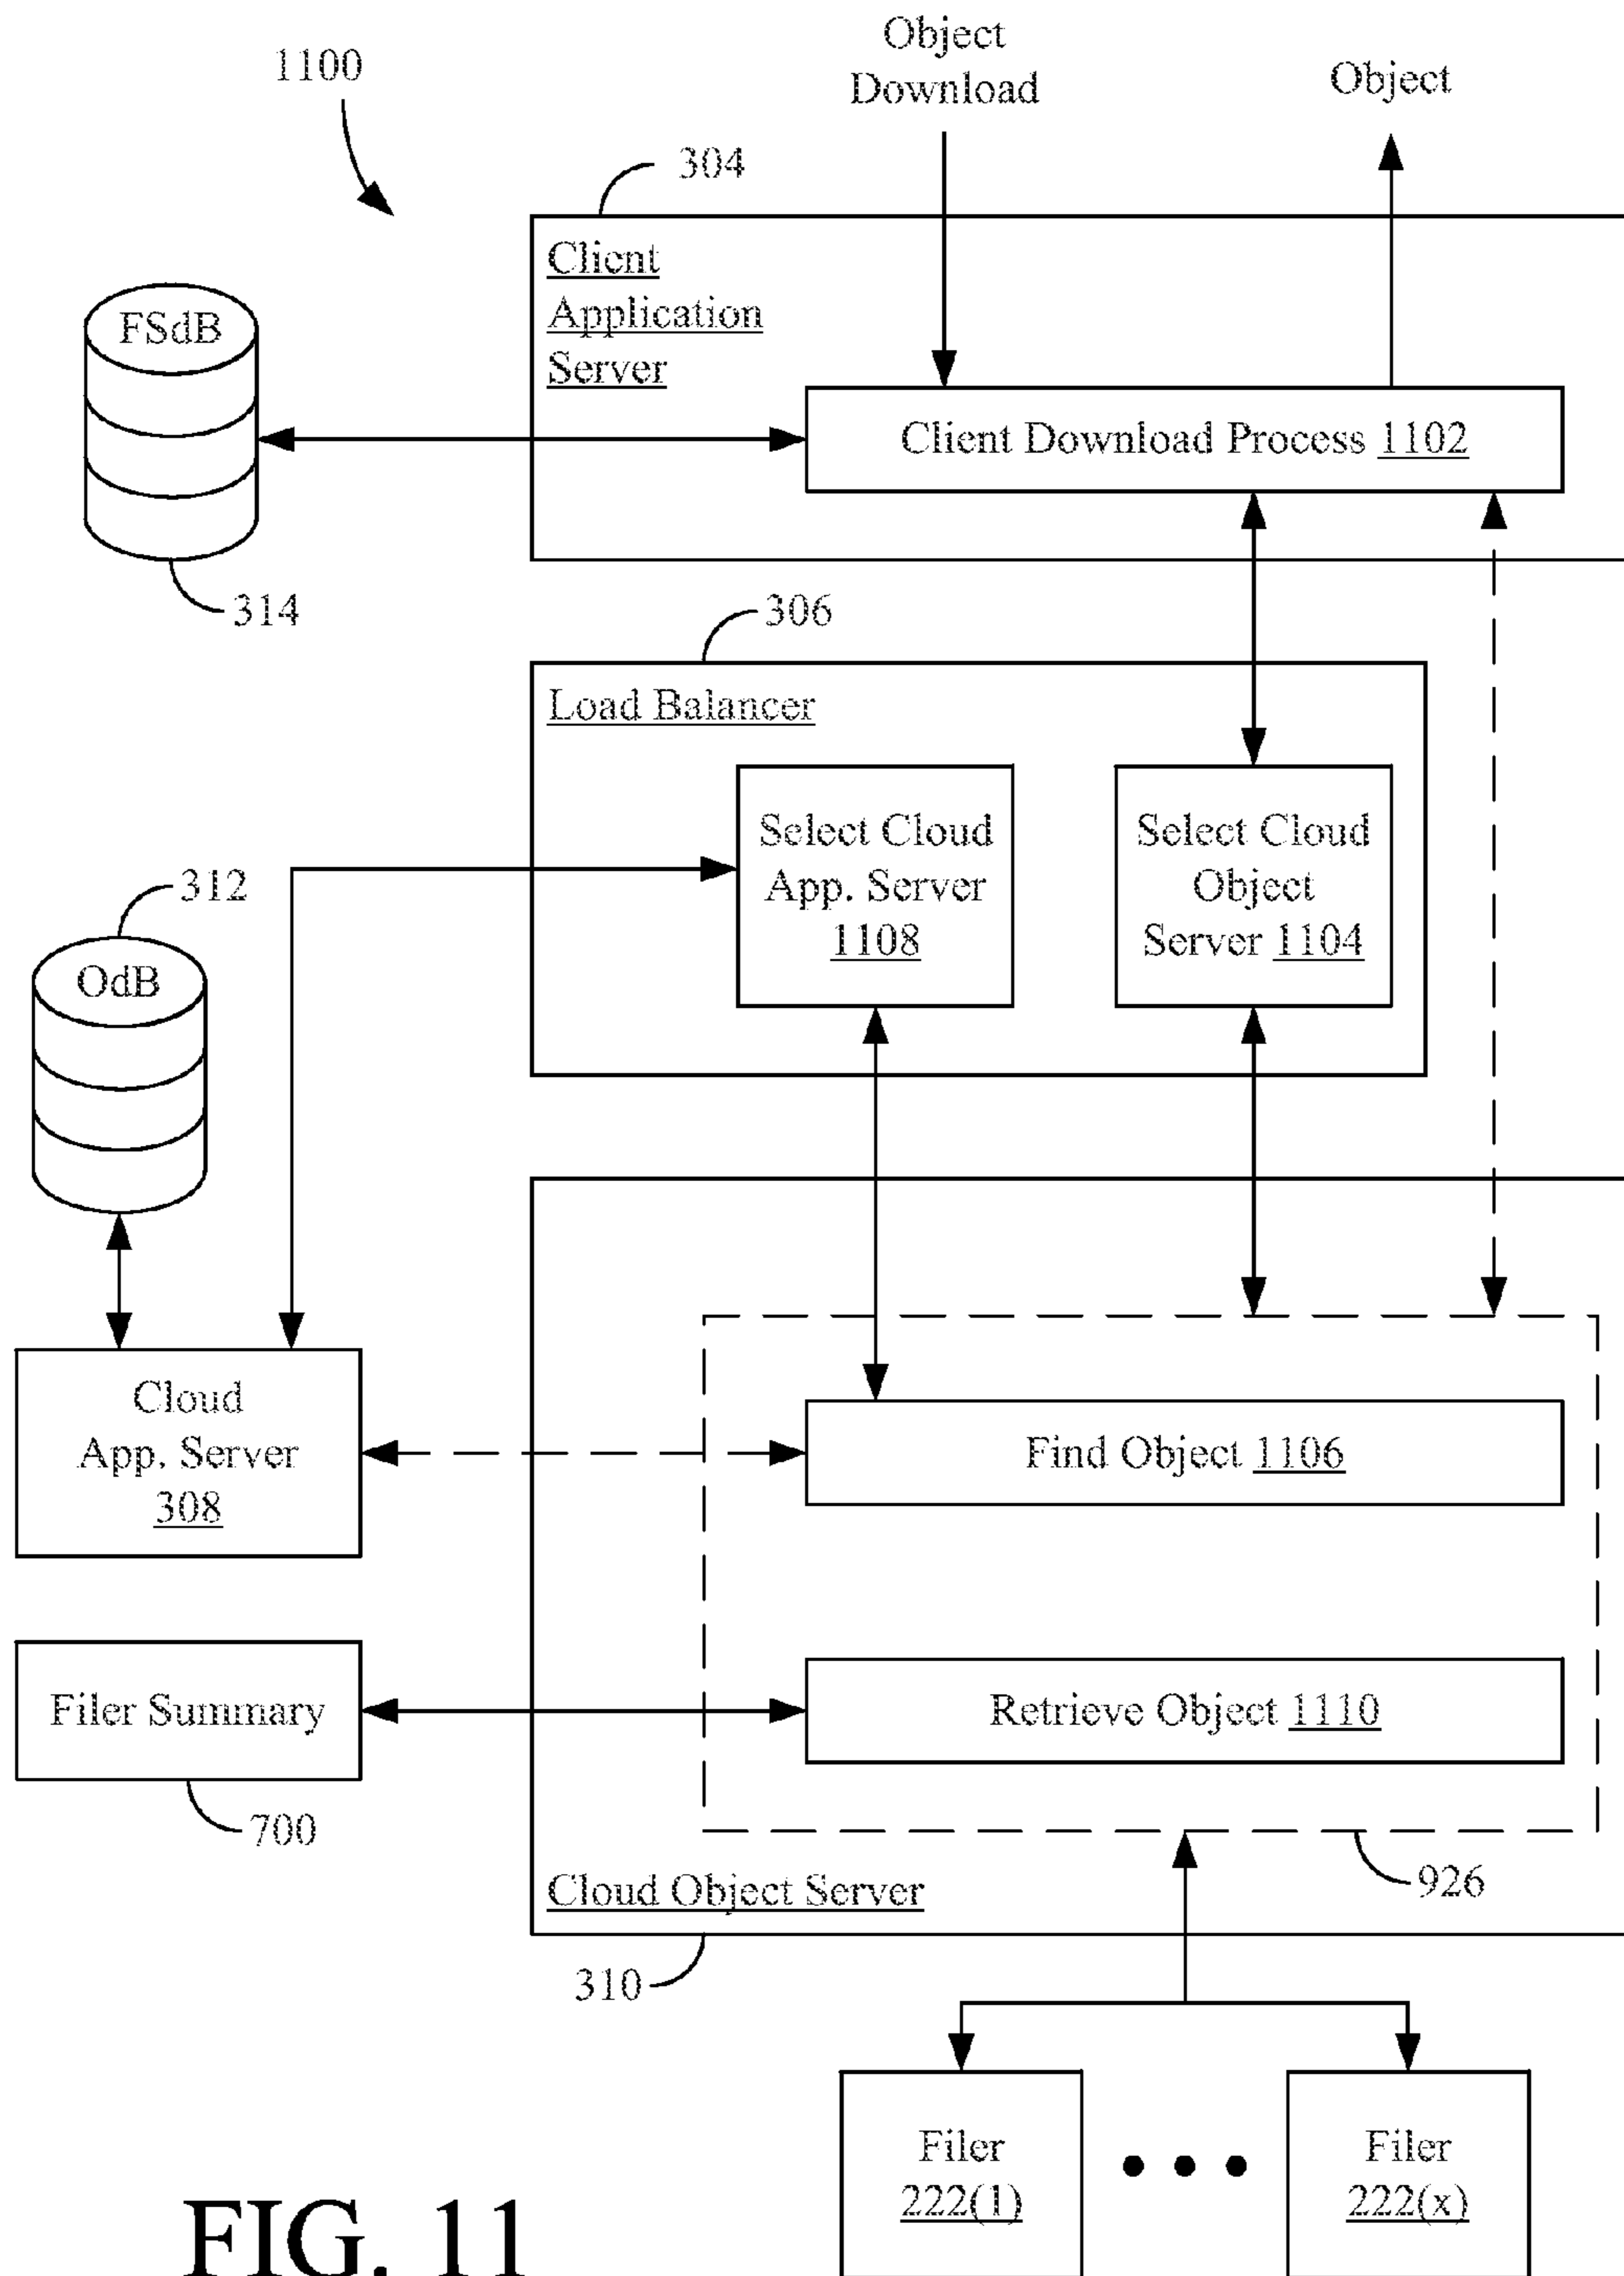 1100
Object
Download
Object
304
Client
Application
Server
FSdB
Client Download Process 1102
314
306
Load Balancer
Select Cloud
App. Server
1108
Select Cloud
Object
Server 1104
312
OdB
Cloud
App. Server
308
Find Object 1106
Filer Summary
Retrieve Object 1110
700
926
Cloud Object Server
310
Filer
222(1)
Filer
222(x)
FIG. 11